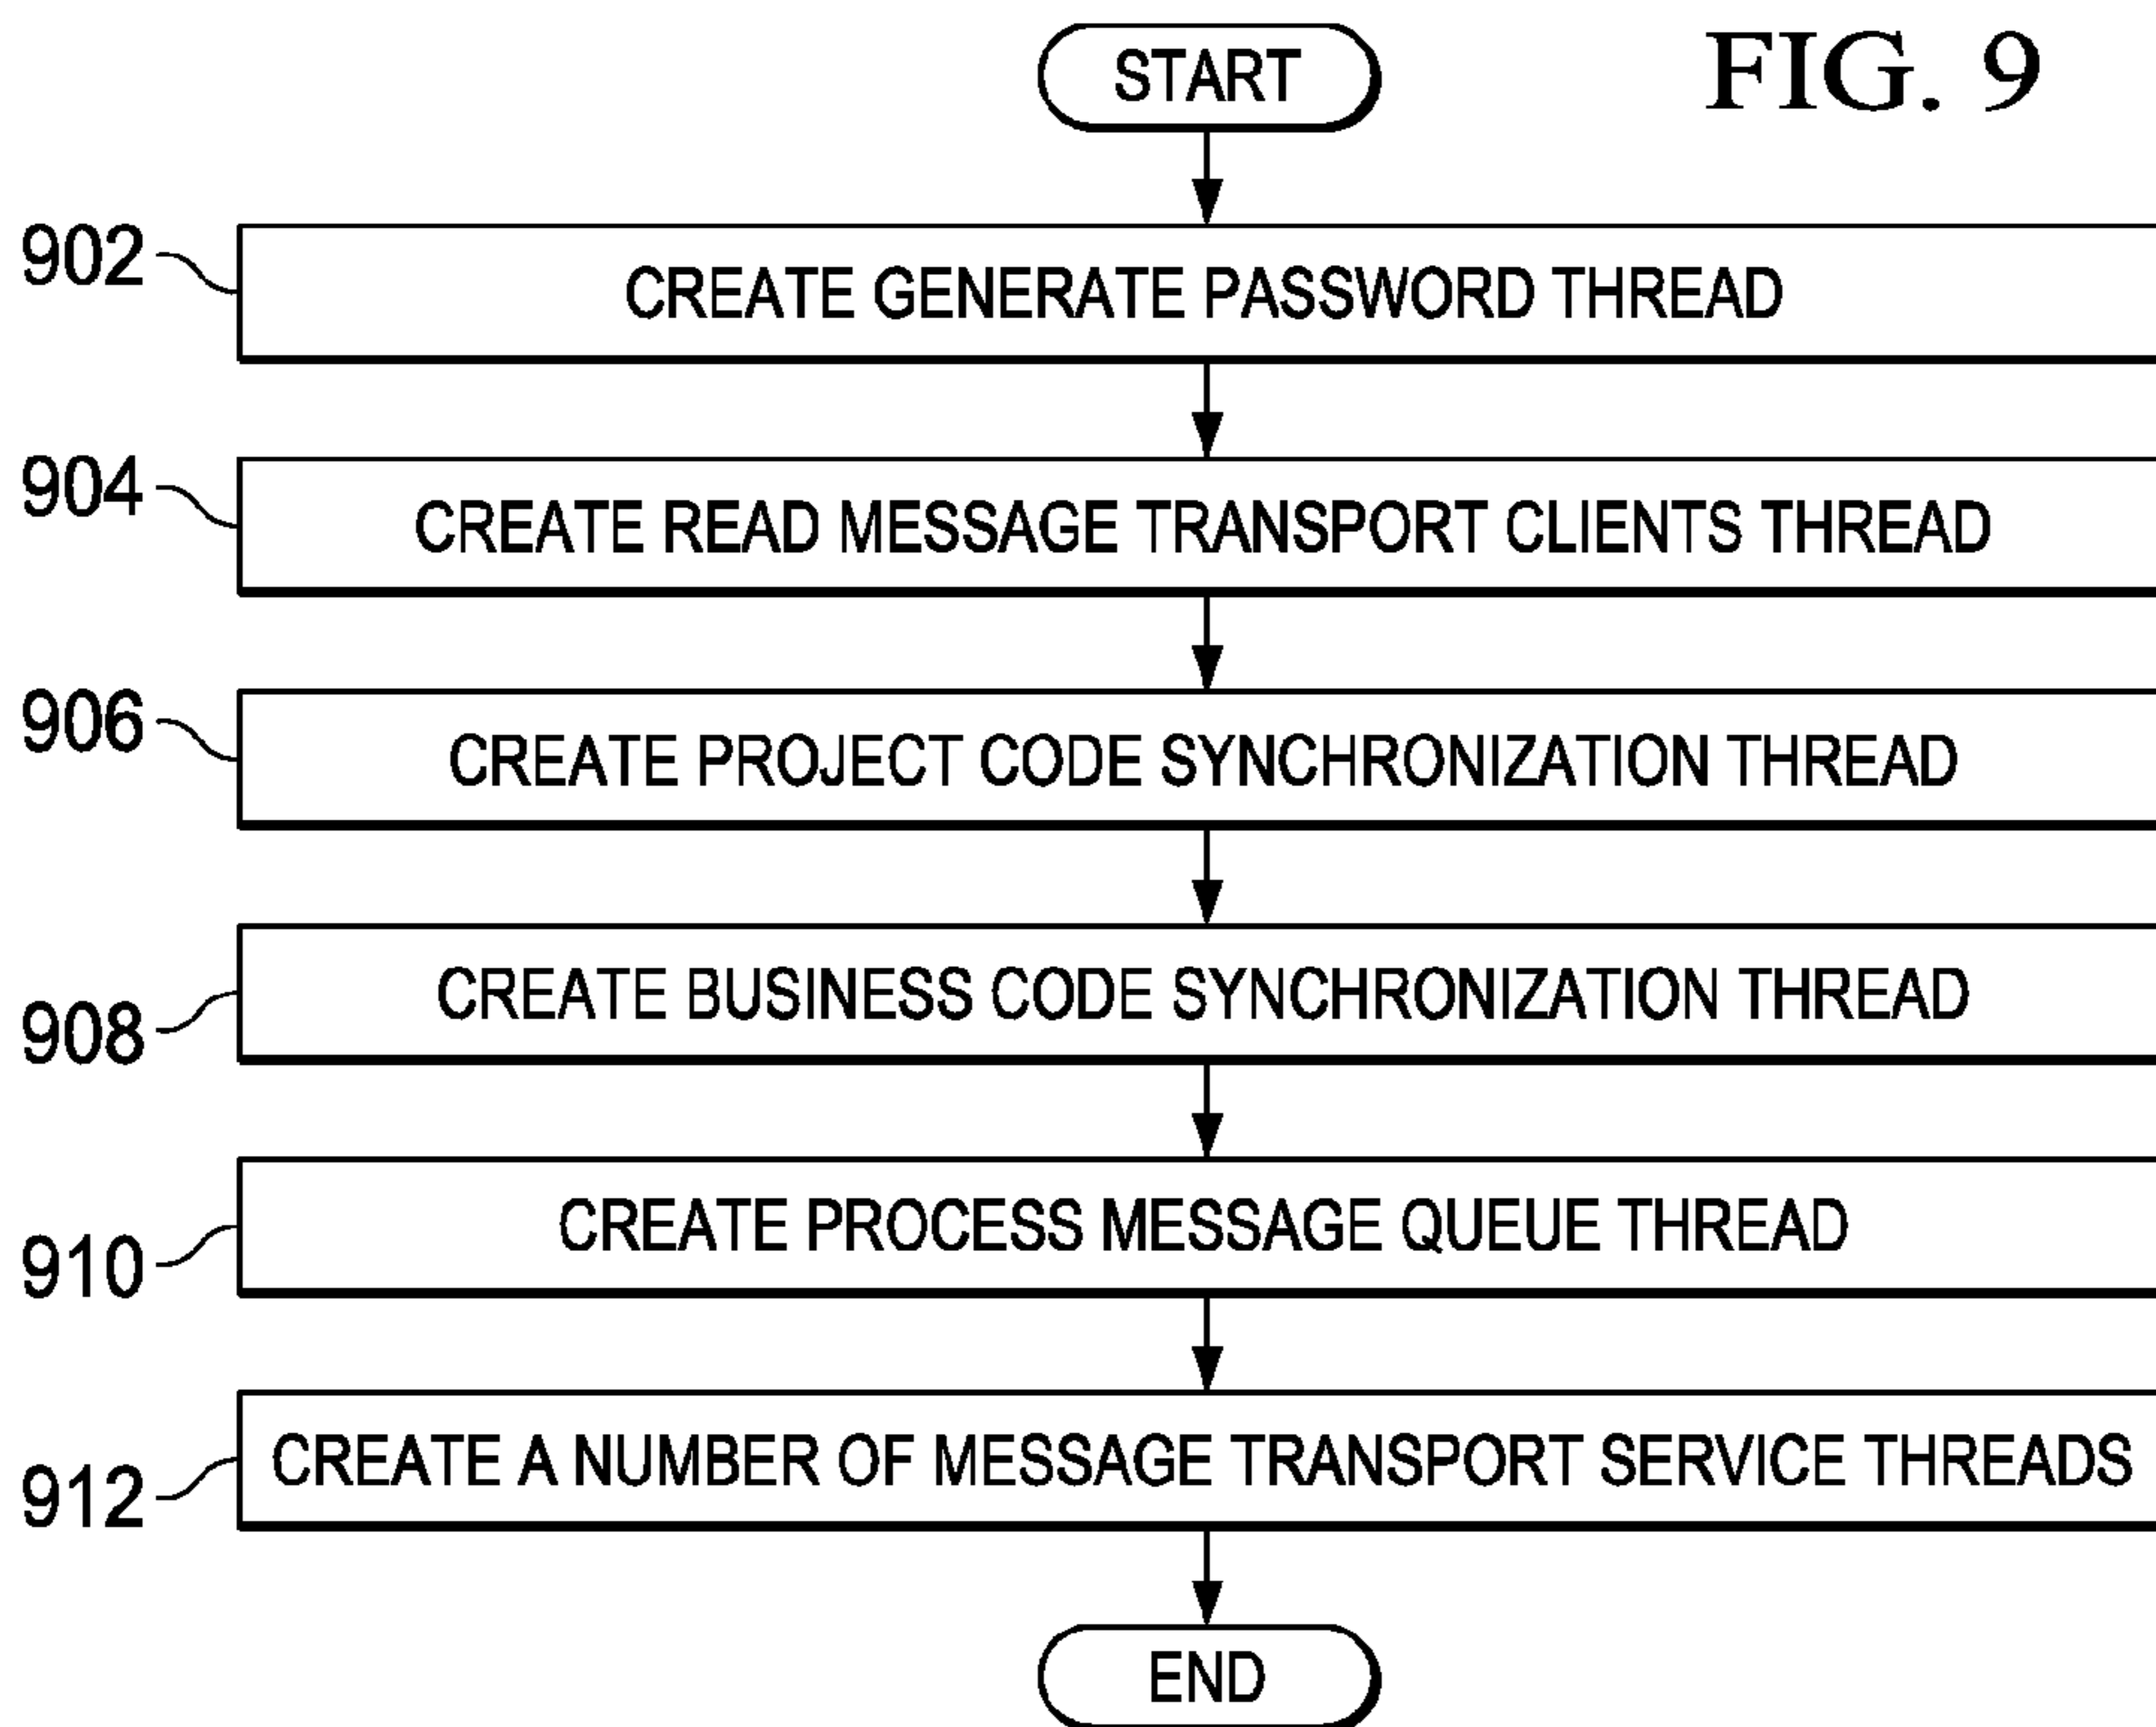 START
FIG. 9
902
CREATE GENERATE PASSWORD THREAD
904
CREATE READ MESSAGE TRANSPORT CLIENTS THREAD
906
CREATE PROJECT CODE SYNCHRONIZATION THREAD
908
CREATE BUSINESS CODE SYNCHRONIZATION THREAD
910
CREATE PROCESS MESSAGE QUEUE THREAD
912
CREATE A NUMBER OF MESSAGE TRANSPORT SERVICE THREADS
END